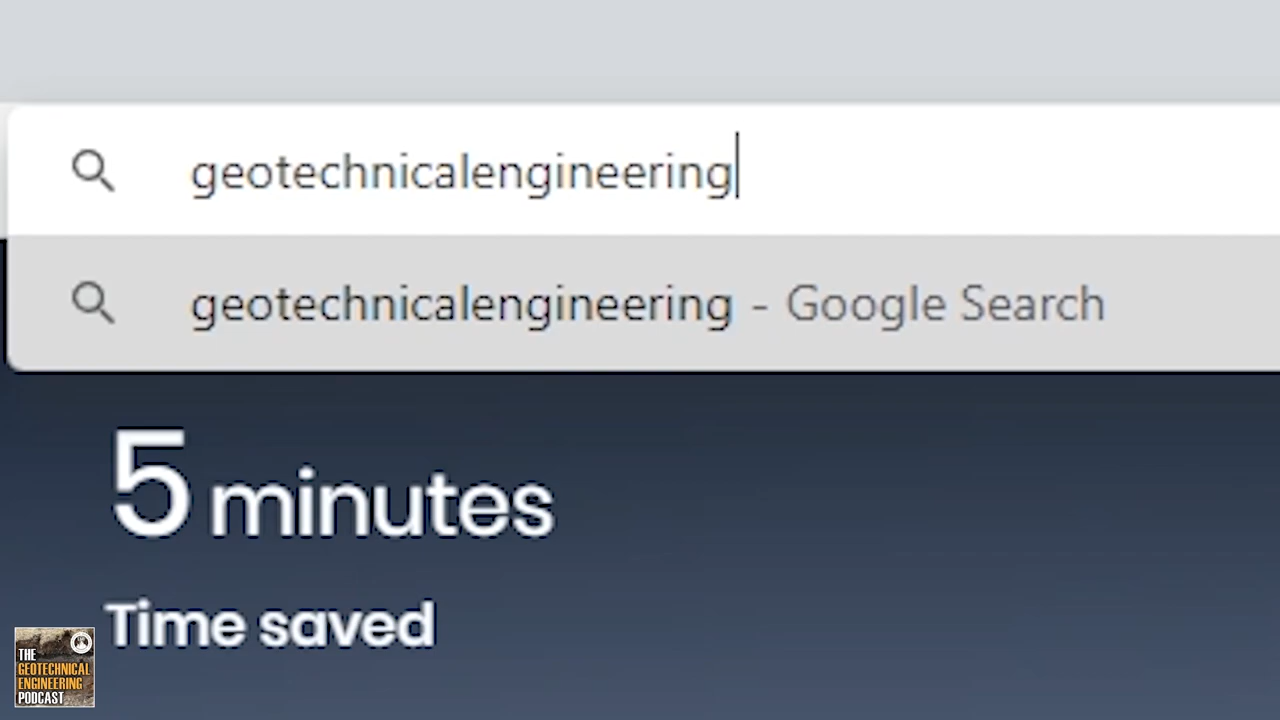 geotechnicalengineering
geotechnicalengineering - Google Search
5 minutes
Time saved
THE
GEOTECHNICAL
ENGINEERING
PODCAST